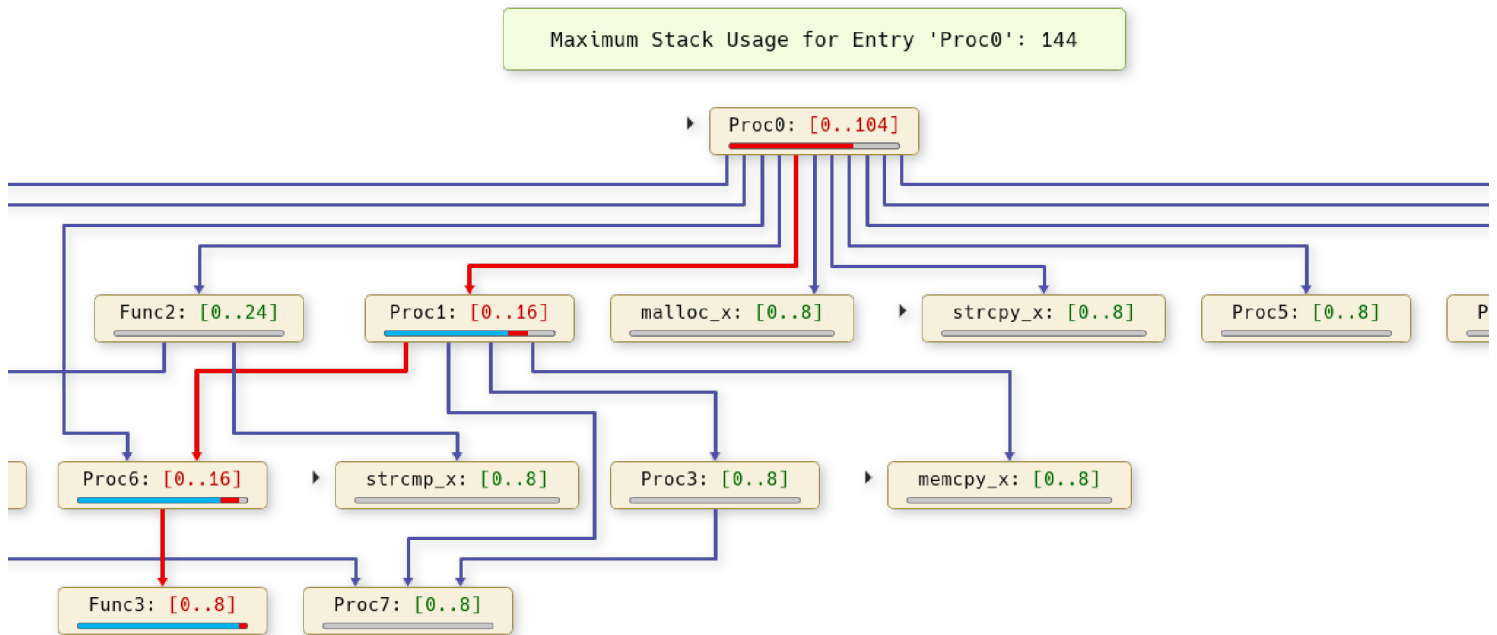 Maximum Stack Usage for Entry 'Proc0': 144
Proc0: [0..104]
Func2: [0..24]
Proc1: [0..16]
malloc_x: [0..8]
strcpy_x: [0..8]
Proc5: [0..8]
P
Proc6: [0..16]
strcmp_x: [0..8]
Proc3: [0..8]
memcpy_x: [0..8]
Func3: [0..8]
Proc7: [0..8]